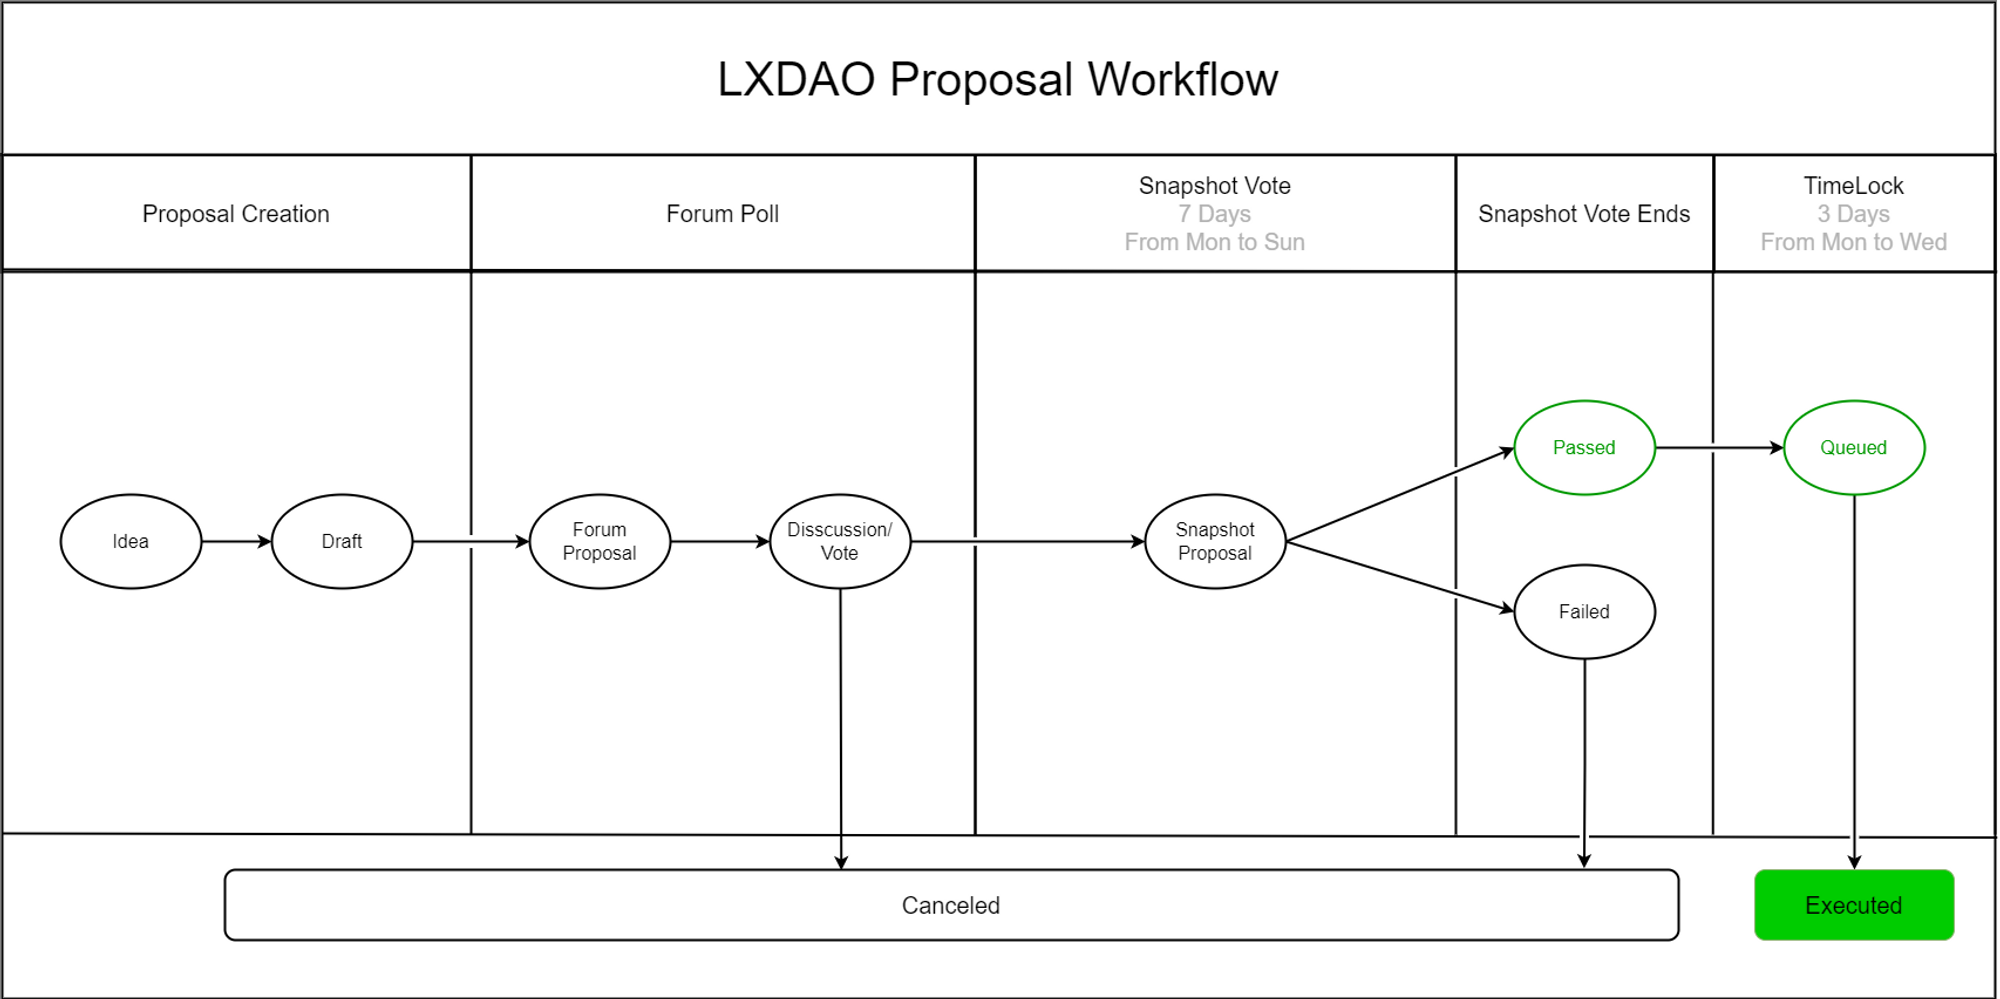 LXDAO Proposal Workflow
Proposal Creation
Forum Poll
Snapshot Vote
7 Days
From Mon to Sun
Snapshot Vote Ends
TimeLock
3 Days
From Mon to Wed
Idea
Draft
Forum
Proposal
Disscussion/
Vote
Snapshot
Proposal
Passed
Failed
Queued
Canceled
Executed